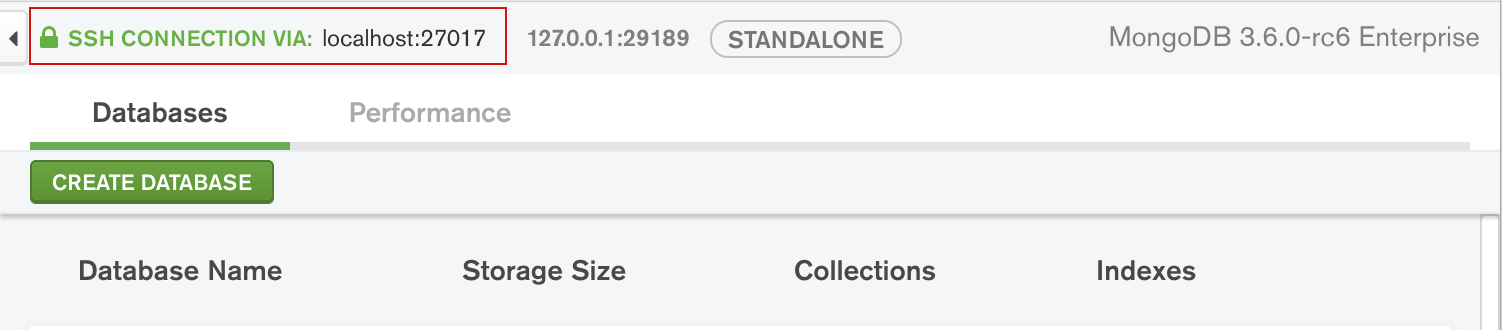 SSH CONNECTION VIA: localhost:27017 127.0.0.1:29189 STANDALONE MongoDB 3.6.0-rc6 Enterprise
Databases Performance
CREATE DATABASE
Database Name Storage Size Collections Indexes